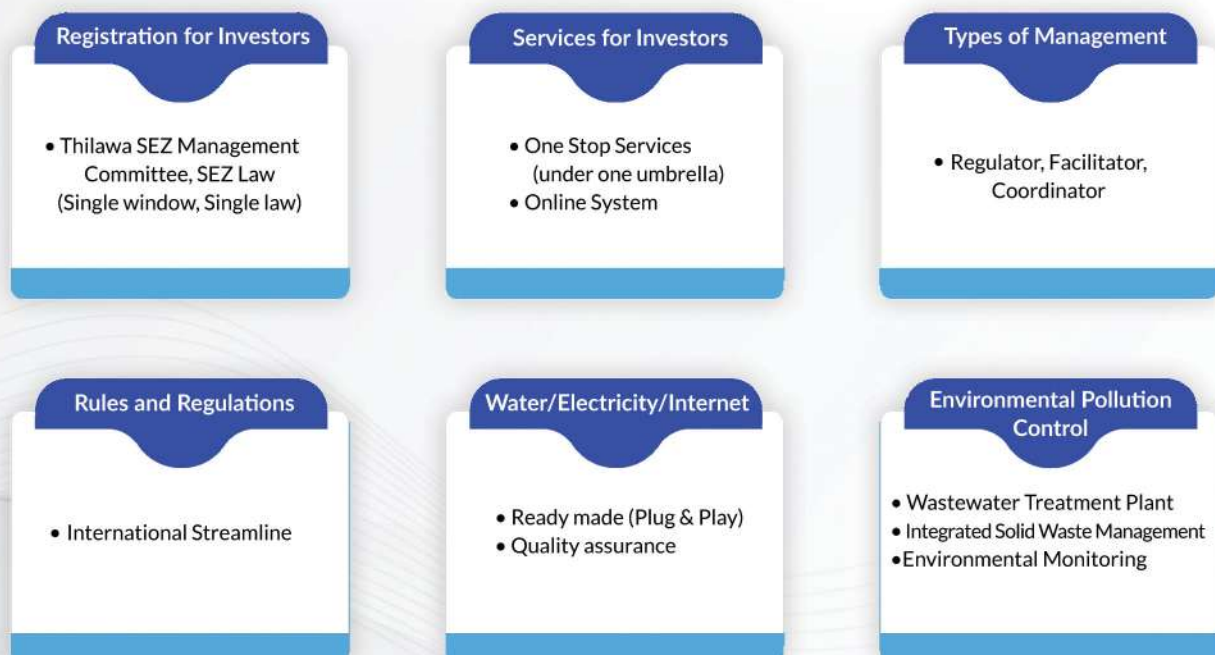 Registration for Investors
• Thilawa SEZ Management
Committee, SEZ Law
(Single window, Single law)
Services for Investors
• One Stop Services
(under one umbrella)
• Online System
Types of Management
• Regulator, Facilitator,
Coordinator
Rules and Regulations
• International Streamline
Water/Electricity/Internet
• Ready made (Plug & Play)
• Quality assurance
Environmental Pollution
Control
• Wastewater Treatment Plant
• Integrated Solid Waste Management
•Environmental Monitoring